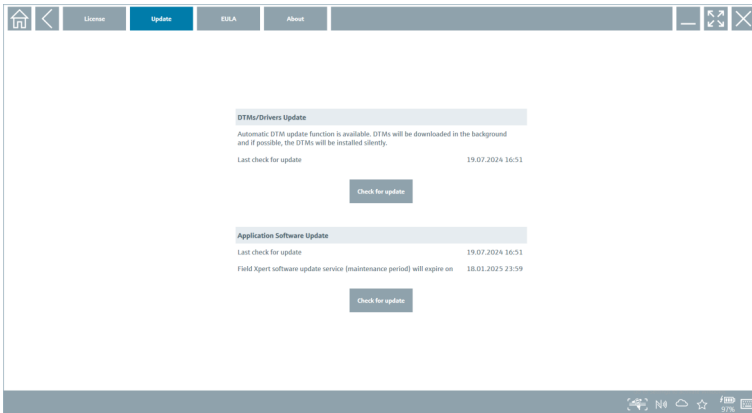 License
Update
EULA
About
DTMs/Drivers Update
Automatic DTM update function is available. DTMs will be downloaded in the background
and if possible, the DTMs will be installed silently.
Last check for update 19.07.2024 16:51
Check for update
Application Software Update
Last check for update 19.07.2024 16:51
Field Xpert software update service (maintenance period) will expire on 18.01.2025 23:59
Check for update
97%